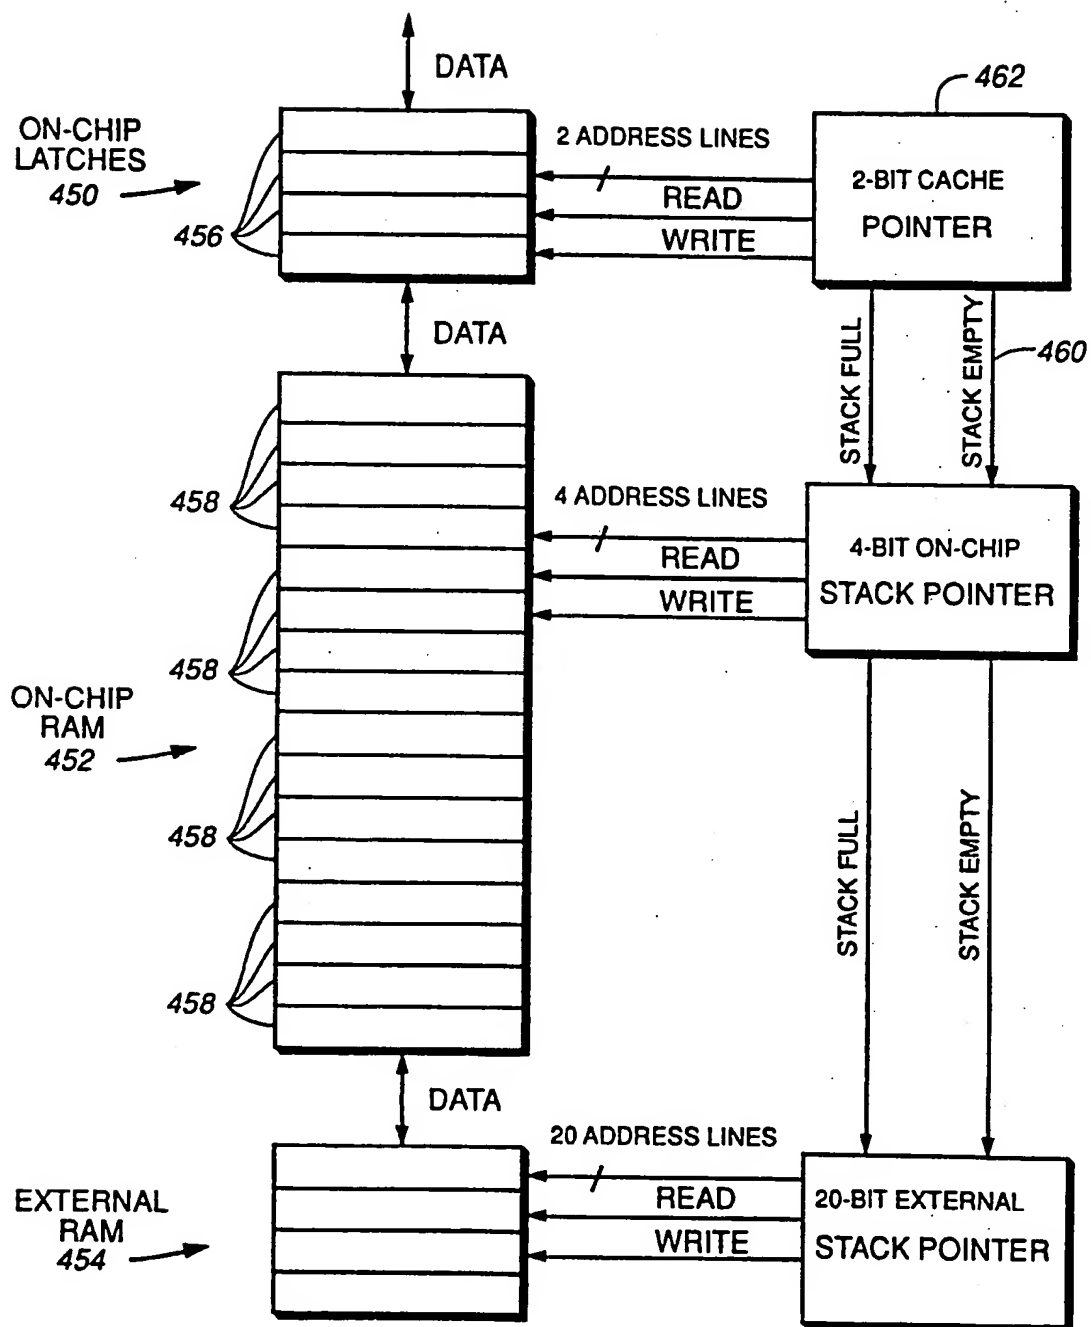 DATA
462
ON-CHIP
LATCHES
450
456
2 ADDRESS LINES
READ
WRITE
2-BIT CACHE
POINTER
DATA
STACK FULL
STACK EMPTY
460
458
4 ADDRESS LINES
READ
WRITE
4-BIT ON-CHIP
STACK POINTER
458
ON-CHIP
RAM
452
458
STACK FULL
STACK EMPTY
458
DATA
20 ADDRESS LINES
READ
WRITE
EXTERNAL
RAM
454
20-BIT EXTERNAL
STACK POINTER